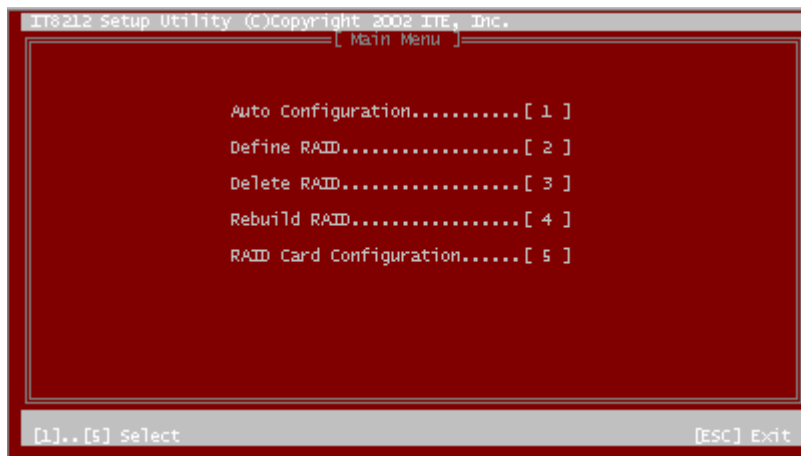 IT8212 Setup Utility (C)Copyright 2002 ITE, Inc.
[ Main Menu ]
Auto Configuration...........[ 1 ]
Define RAID..................[ 2 ]
Delete RAID..................[ 3 ]
Rebuild RAID.................[ 4 ]
RAID Card Configuration......[ 5 ]
[1]..[5] Select [ESC] Exit